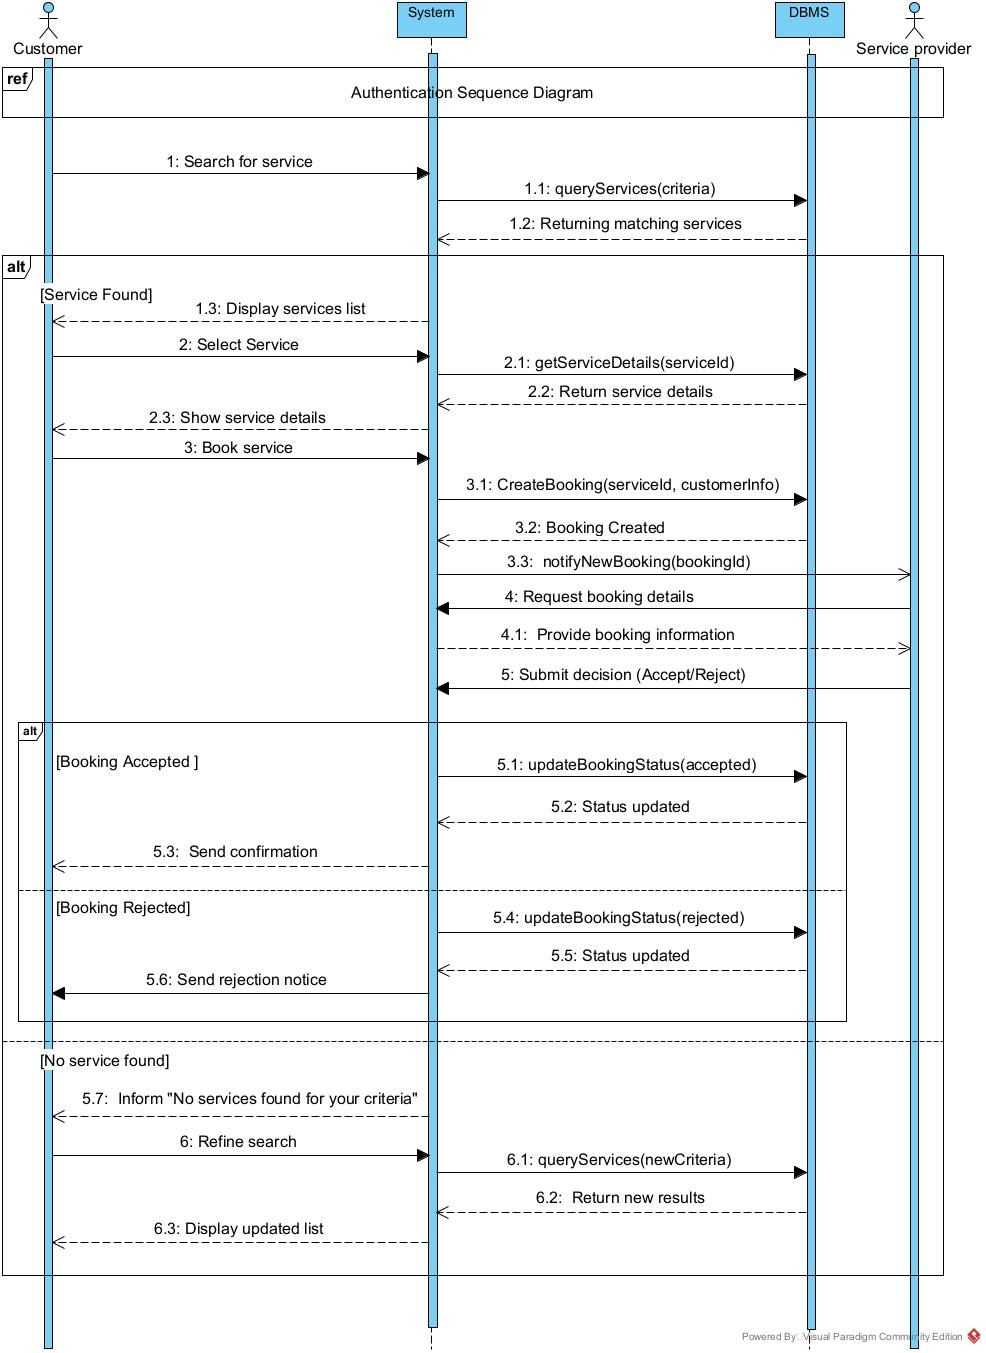 System
DBMS
Customer
Service provider
ref
Authentication Sequence Diagram
1: Search for service
1.1: queryServices(criteria)
1.2: Returning matching services
alt
[Service Found]
1.3: Display services list
2: Select Service
2.1: getServiceDetails(serviceId)
2.2: Return service details
2.3: Show service details
3: Book service
3.1: CreateBooking(serviceId, customerInfo)
3.2: Booking Created
3.3: notifyNewBooking(bookingId)
4: Request booking details
4.1: Provide booking information
5: Submit decision (Accept/Reject)
alt
[Booking Accepted ]
5.1: updateBookingStatus(accepted)
5.2: Status updated
5.3: Send confirmation
[Booking Rejected]
5.4: updateBookingStatus(rejected)
5.5: Status updated
5.6: Send rejection notice
[No service found]
5.7: Inform "No services found for your criteria"
6: Refine search
6.1: queryServices(newCriteria)
6.2: Return new results
6.3: Display updated list
Powered By Visual Paradigm Community Edition